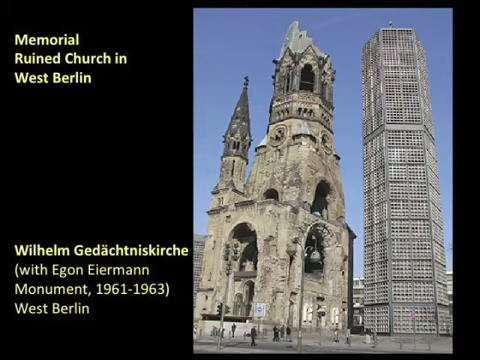 Memorial
Ruined Church in
West Berlin
Wilhelm Gedächtniskirche
(with Egon Eiermann
Monument, 1961-1963)
West Berlin